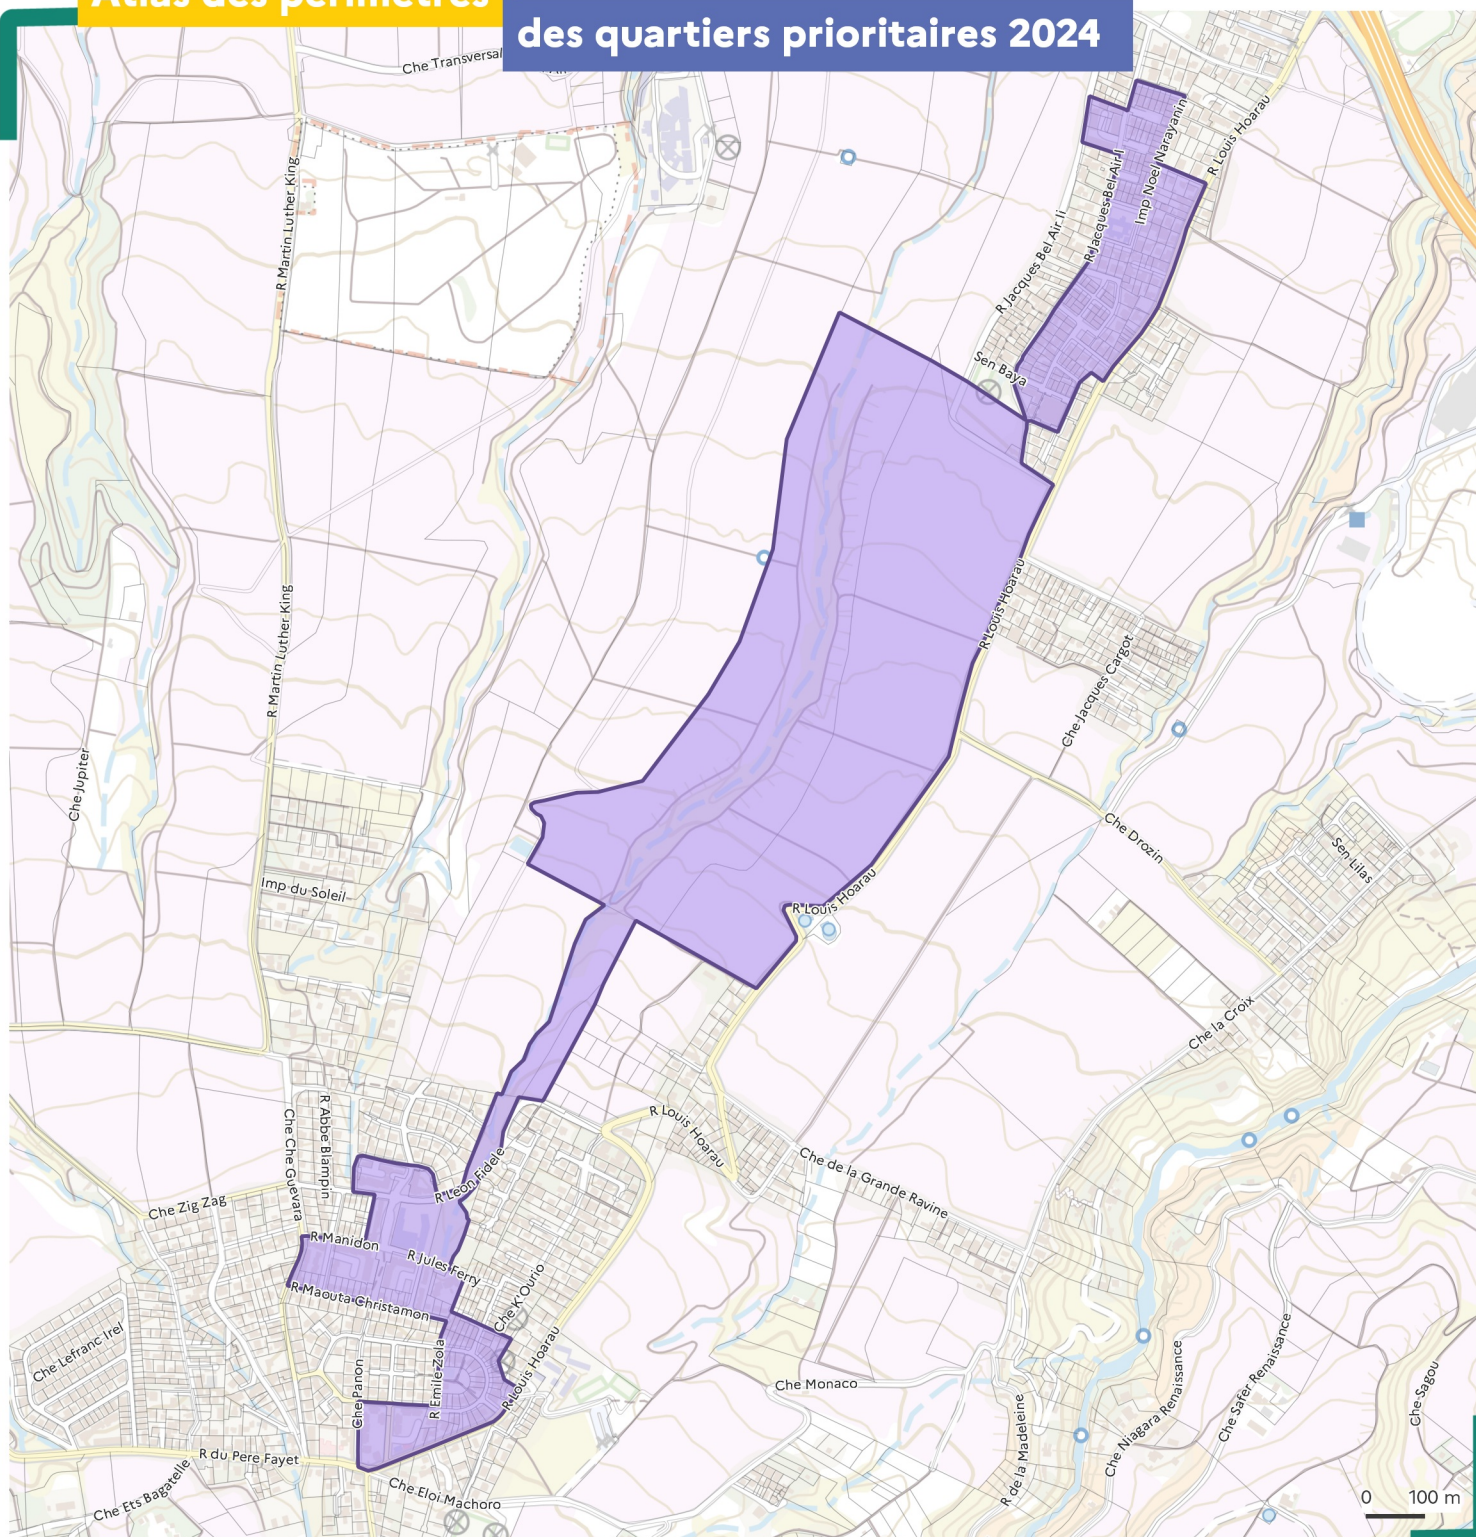 Atlas des périmètres
des quartiers prioritaires 2024
Che Transversal
R Martin Luther King
R Louis Hoarau
Imp Noel Narayanin
R Jacques Bel Air I
R Jacques Bel Air Ii
Sen Baya
R Martin Luther King
R Louis Hoarau
Che Jacques Cargot
Che Jupiter
Che Drozin
Sen Lilas
Imp du Soleil
R Louis Hoarau
Che la Croix
R Louis Hoarau
Che Che Guevara
R Abbe Blampin
Che de la Grande Ravine
R Leon Fidele
Che Zig Zag
R Manidon
R Jules Ferry
R Maouta Christamon
Che K'Ourio
Che Lefranc Irel
R Louis Hoarau
R Emile Zola
Che Panon
Che Monaco
Che Niagara Renaissance
Che Safer Renaissance
Che Sagou
R de la Madeleine
R du Pere Fayet
Che Ets Bagatelle
Che Eloi Machoro
0 100 m